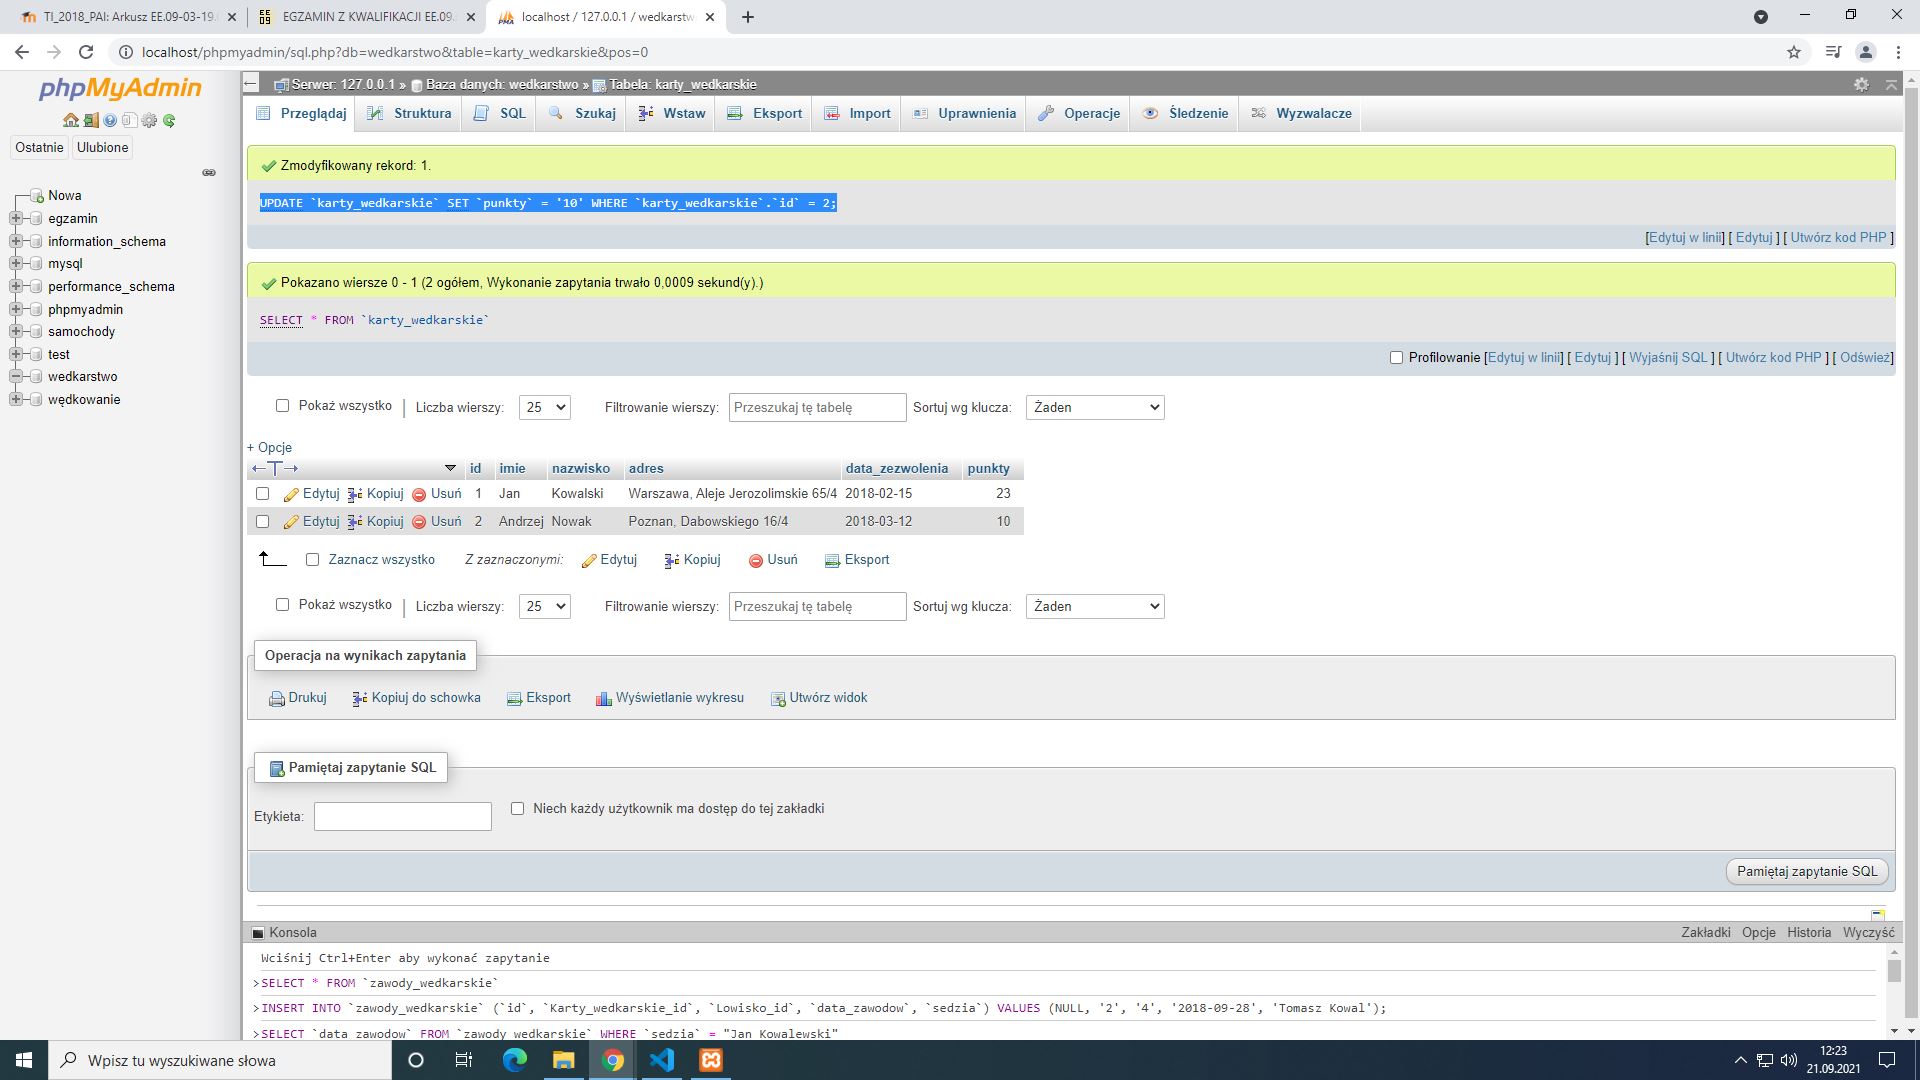 TI_2018_PAI: Arkusz EE.09-03-19.0
EGZAMIN Z KWALIFIKACJI EE.09.
localhost / 127.0.0.1 / wedkarstw
localhost/phpmyadmin/sql.php?db=wedkarstwo&table=karty_wedkarskie&pos=0
phpMyAdmin
Ostatnie
Ulubione
Nowa
egzamin
information_schema
mysql
performance_schema
phpmyadmin
samochody
test
wedkarstwo
wędkowanie
Serwer: 127.0.0.1 » Baza danych: wedkarstwo » Tabela: karty_wedkarskie
Przeglądaj Struktura SQL Szukaj Wstaw Eksport Import Uprawnienia Operacje Śledzenie Wyzwalacze
Zmodyfikowany rekord: 1.
UPDATE `karty_wedkarskie` SET `punkty` = '10' WHERE `karty_wedkarskie`.`id` = 2;
[Edytuj w linii] [ Edytuj ] [ Utwórz kod PHP ]
Pokazano wiersze 0 - 1 (2 ogółem, Wykonanie zapytania trwało 0,0009 sekund(y).)
SELECT * FROM `karty_wedkarskie`
Profilowanie [Edytuj w linii] [ Edytuj ] [ Wyjaśnij SQL ] [ Utwórz kod PHP ] [ Odśwież]
Pokaż wszystko | Liczba wierszy: 25 Filtrowanie wierszy: Przeszukaj tę tabelę Sortuj wg klucza: Żaden
+ Opcje
←T→ id imie nazwisko adres data_zezwolenia punkty
Edytuj Kopiuj Usuń 1 Jan Kowalski Warszawa, Aleje Jerozolimskie 65/4 2018-02-15 23
Edytuj Kopiuj Usuń 2 Andrzej Nowak Poznan, Dabowskiego 16/4 2018-03-12 10
Zaznacz wszystko Z zaznaczonymi: Edytuj Kopiuj Usuń Eksport
Pokaż wszystko | Liczba wierszy: 25 Filtrowanie wierszy: Przeszukaj tę tabelę Sortuj wg klucza: Żaden
Operacja na wynikach zapytania
Drukuj Kopiuj do schowka Eksport Wyświetlanie wykresu Utwórz widok
Pamiętaj zapytanie SQL
Etykieta: Niech każdy użytkownik ma dostęp do tej zakładki
Pamiętaj zapytanie SQL
Konsola Zakładki Opcje Historia Wyczyść
Wciśnij Ctrl+Enter aby wykonać zapytanie
>SELECT * FROM `zawody_wedkarskie`
>INSERT INTO `zawody_wedkarskie` (`id`, `Karty_wedkarskie_id`, `Lowisko_id`, `data_zawodow`, `sedzia`) VALUES (NULL, '2', '4', '2018-09-28', 'Tomasz Kowal');
>SELECT `data_zawodow` FROM `zawody_wedkarskie` WHERE `sedzia` = "Jan Kowalewski"
Wpisz tu wyszukiwane słowa
12:23
21.09.2021